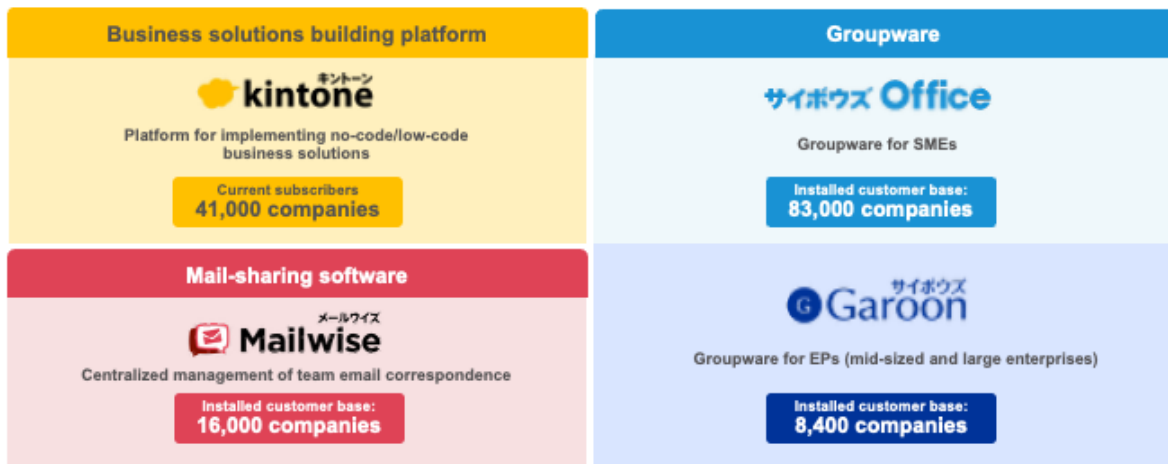 Business solutions building platform
キントーン
kintone
Platform for implementing no-code/low-code
business solutions
Current subscribers
41,000 companies
Groupware
サイボウズ Office
Groupware for SMEs
Installed customer base:
83,000 companies
Mail-sharing software
メールワイズ
Mailwise
Centralized management of team email correspondence
Installed customer base:
16,000 companies
サイボウズ
G Garoon
Groupware for EPs (mid-sized and large enterprises)
Installed customer base:
8,400 companies